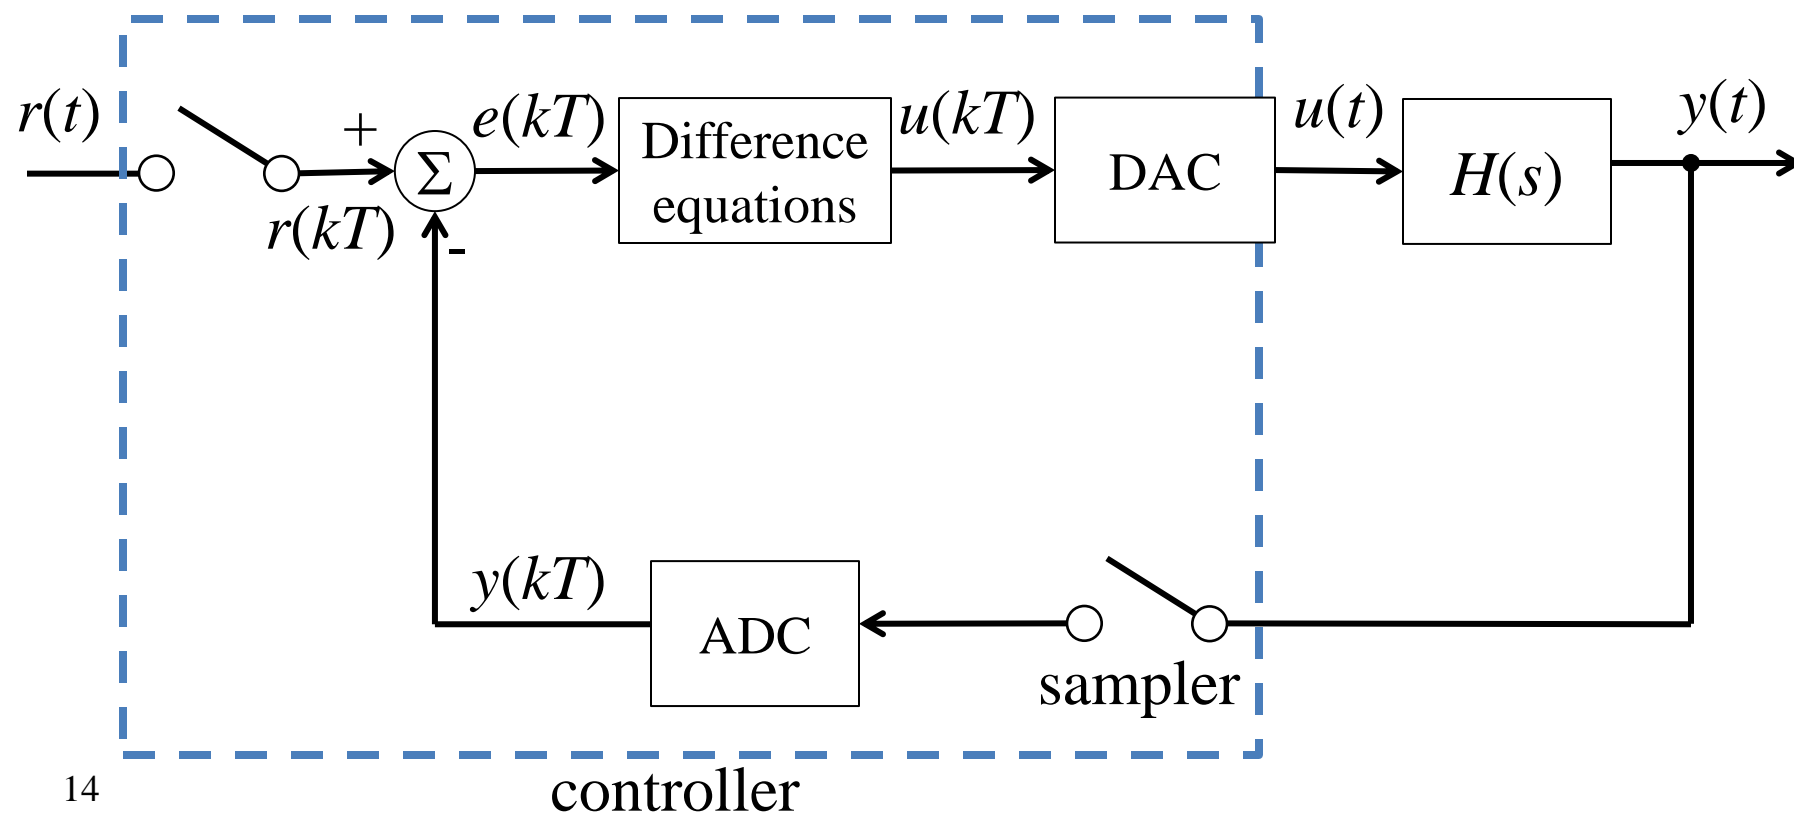 r(t)
+
Σ
-
r(kT)
e(kT)
Difference
equations
u(kT)
DAC
u(t)
H(s)
y(t)
y(kT)
ADC
sampler
controller
14